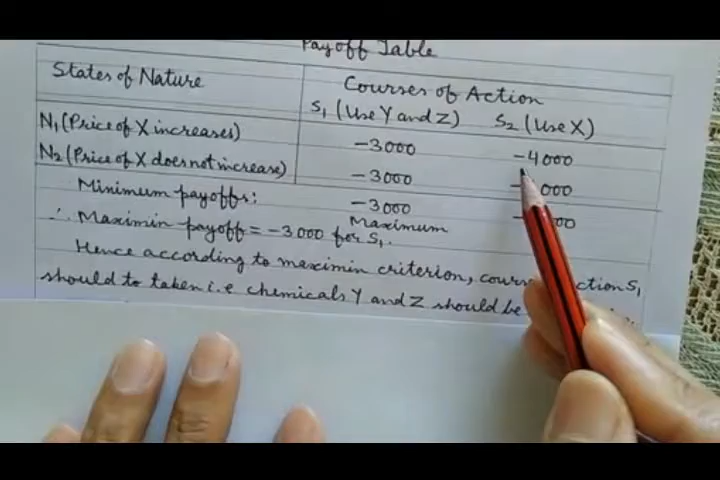 Payoff Table
States of Nature Courses of Action
S1 (Use Y and Z) S2 (Use X)
N1 (Price of X increases) -3000 -4000
N2 (Price of X does not increase) -3000
Minimum payoffs: -3000
Maximum
∴ Maximin payoff = -3000 for S1.
Hence according to maximin criterion, S1
should to taken i.e chemicals Y and Z should be